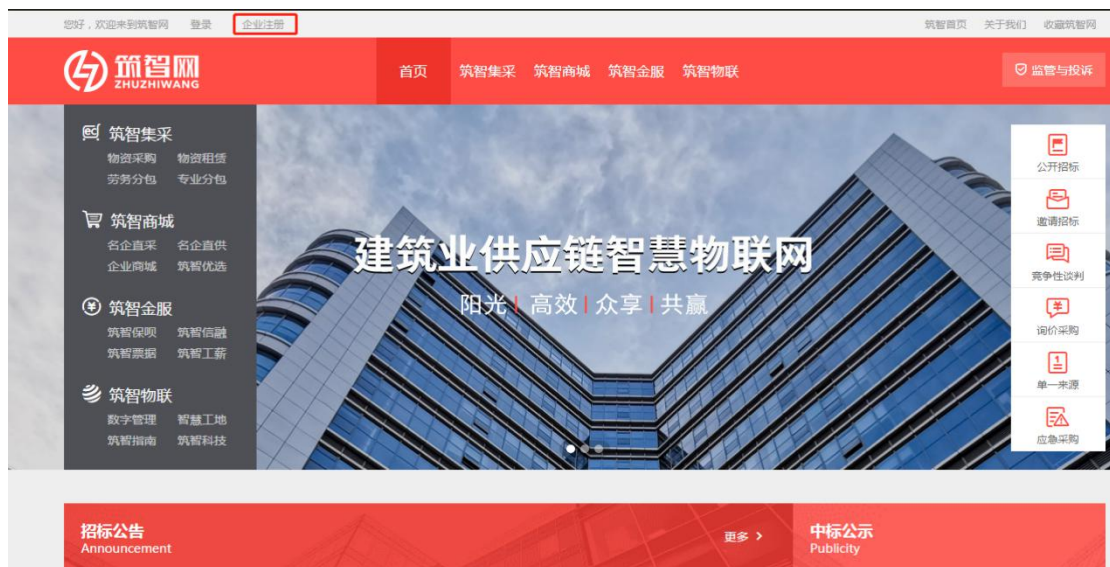 您好，欢迎来到筑智网 登录 企业注册 筑智首页 关于我们 收藏筑智网
筑智网
ZHUZHIWANG
首页 筑智集采 筑智商城 筑智金服 筑智物联
监管与投诉
筑智集采
物资采购 物资租赁
劳务分包 专业分包
筑智商城
名企直采 名企直供
企业商城 筑智优选
筑智金服
筑智保呗 筑智信融
筑智票据 筑智工薪
筑智物联
数字管理 智慧工地
筑智指南 筑智科技
建筑业供应链智慧物联网
阳光 | 高效 | 众享 | 共赢
公开招标
邀请招标
竞争性谈判
询价采购
单一来源
应急采购
招标公告
Announcement
更多 >
中标公示
Publicity